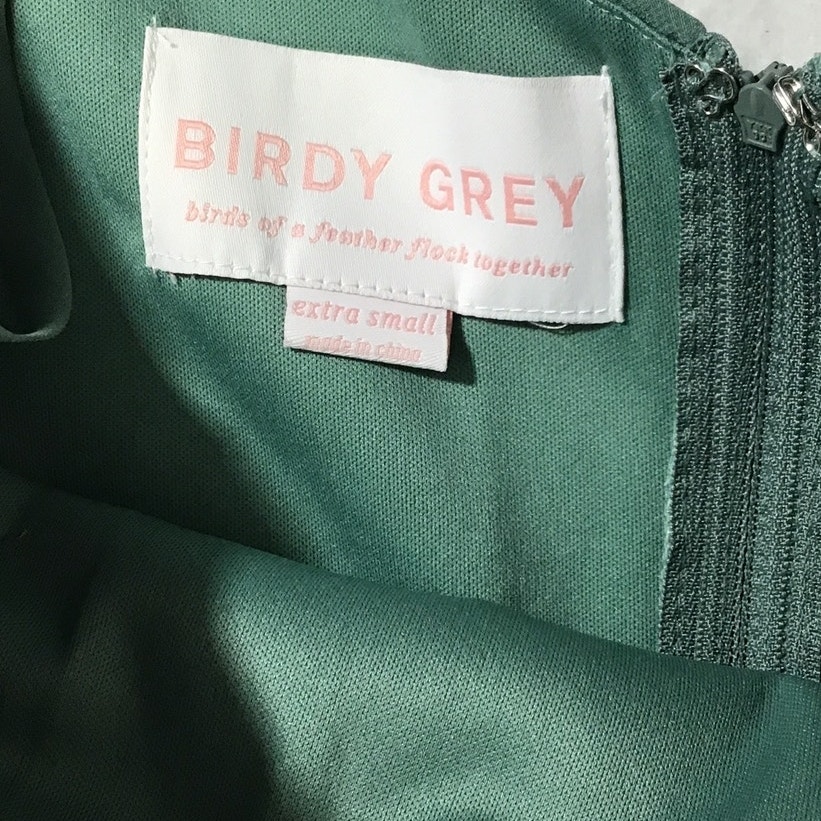 BIRDY GREY
birds of a feather flock together
extra small
made in china